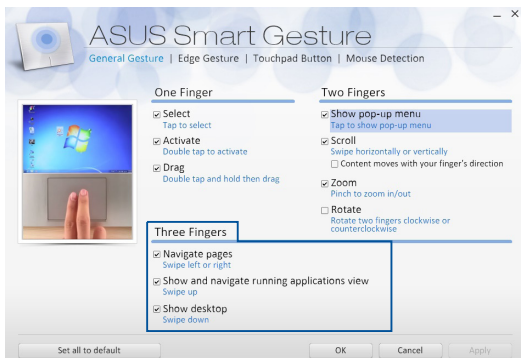 ASUS Smart Gesture
General Gesture | Edge Gesture | Touchpad Button | Mouse Detection
One Finger
Select
Tap to select
Activate
Double tap to activate
Drag
Double tap and hold then drag
Two Fingers
Show pop-up menu
Tap to show pop-up menu
Scroll
Swipe horizontally or vertically
Content moves with your finger's direction
Zoom
Pinch to zoom in/out
Rotate
Rotate two fingers clockwise or
counterclockwise
Three Fingers
Navigate pages
Swipe left or right
Show and navigate running applications view
Swipe up
Show desktop
Swipe down
Set all to default
OK
Cancel
Apply